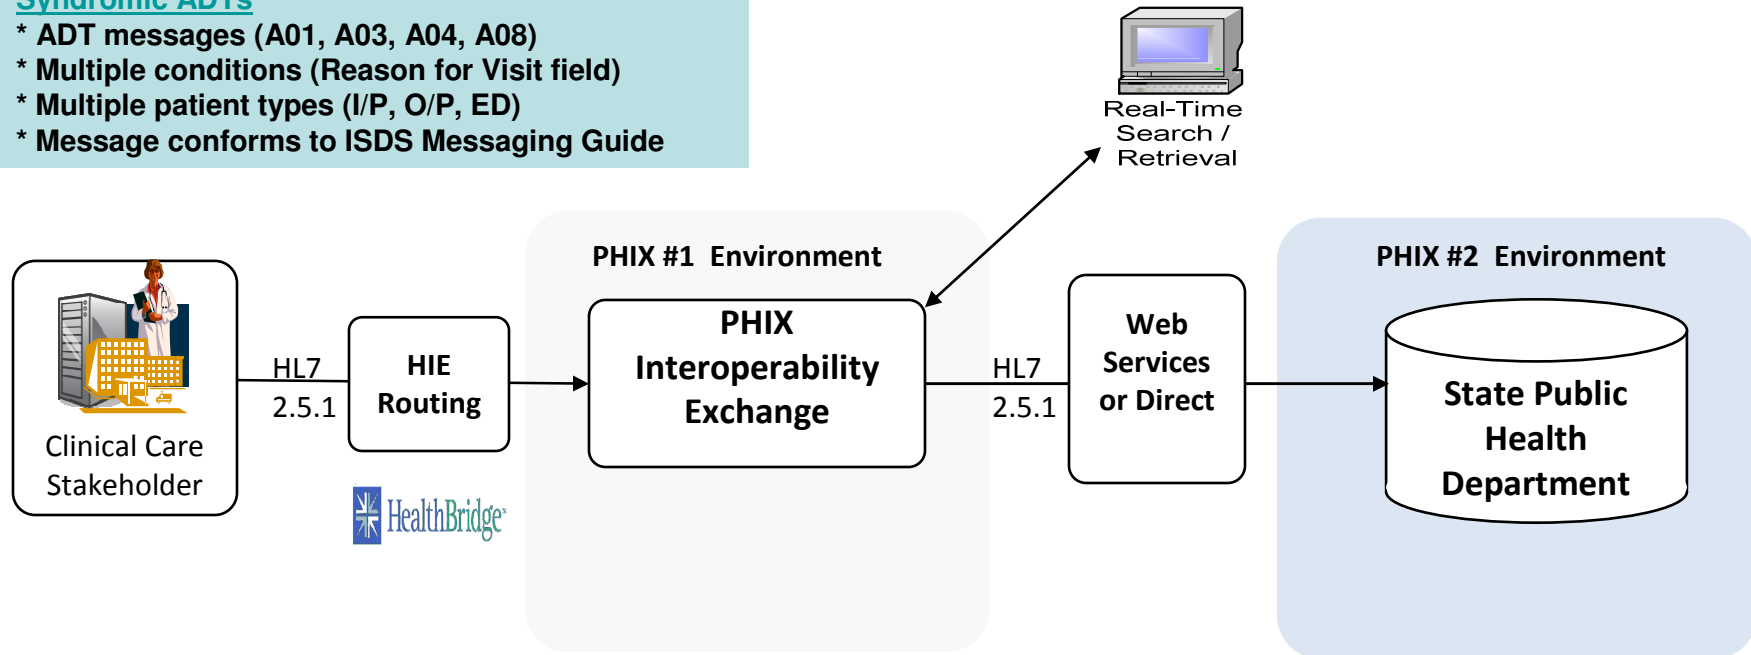 Syndromic ADTs
* ADT messages (A01, A03, A04, A08)
* Multiple conditions (Reason for Visit field)
* Multiple patient types (I/P, O/P, ED)
* Message conforms to ISDS Messaging Guide
Real-Time
Search /
Retrieval
PHIX #1 Environment
PHIX #2 Environment
Clinical Care
Stakeholder
HL7
2.5.1
HIE
Routing
HealthBridge
PHIX
Interoperability
Exchange
HL7
2.5.1
Web
Services
or Direct
State Public
Health
Department